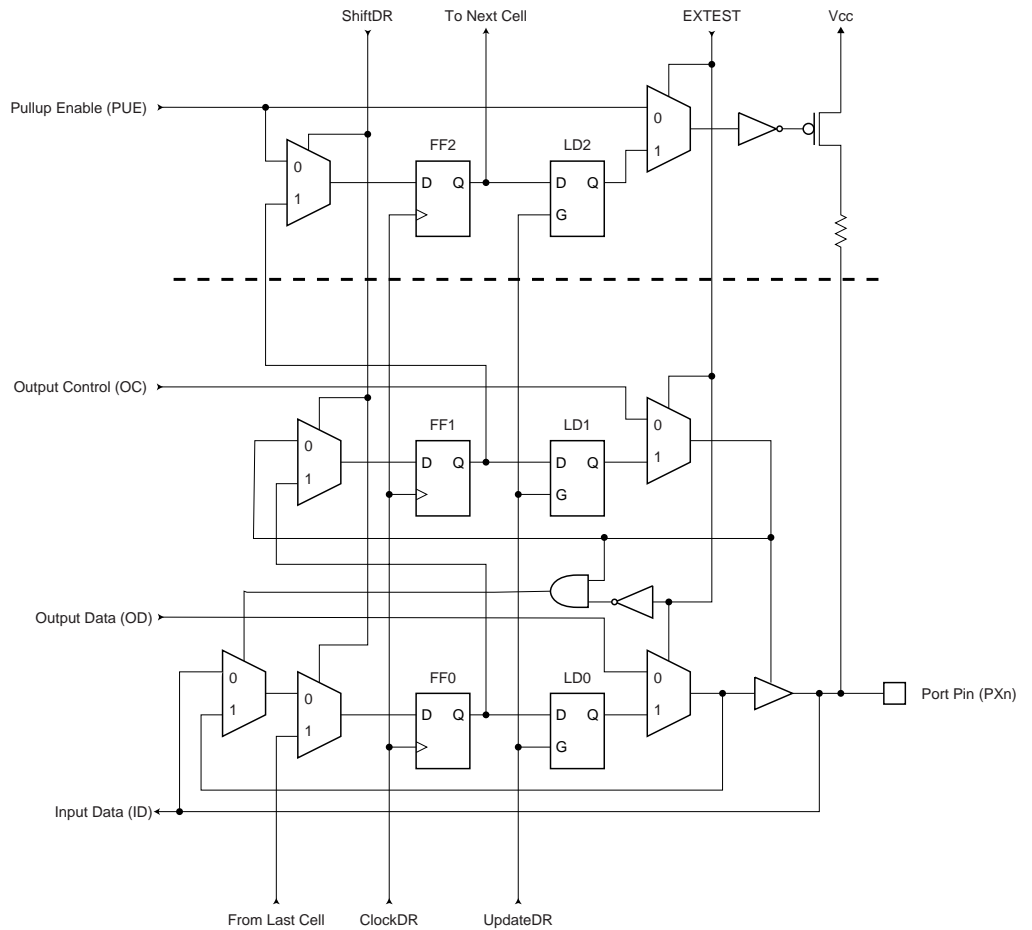 ShiftDR
To Next Cell
EXTEST
Vcc
Pullup Enable (PUE)
0
1
FF2
D Q
LD2
D Q
G
0
1
Output Control (OC)
0
1
FF1
D Q
LD1
D Q
G
0
1
Output Data (OD)
0
1
0
1
FF0
D Q
LD0
D Q
G
0
1
Port Pin (PXn)
Input Data (ID)
From Last Cell
ClockDR
UpdateDR